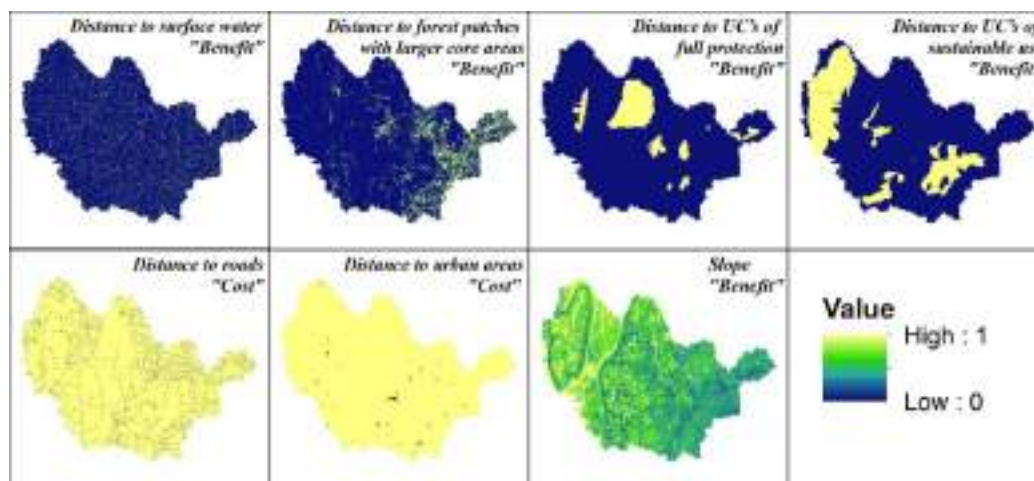 Distance to surface water
"Benefit"
Distance to forest patches
with larger core areas
"Benefit"
Distance to UC's of
full protection
"Benefit"
Distance to UC's of
sustainable use
"Benefit"
Distance to roads
"Cost"
Distance to urban areas
"Cost"
Slope
"Benefit"
Value
High : 1
Low : 0